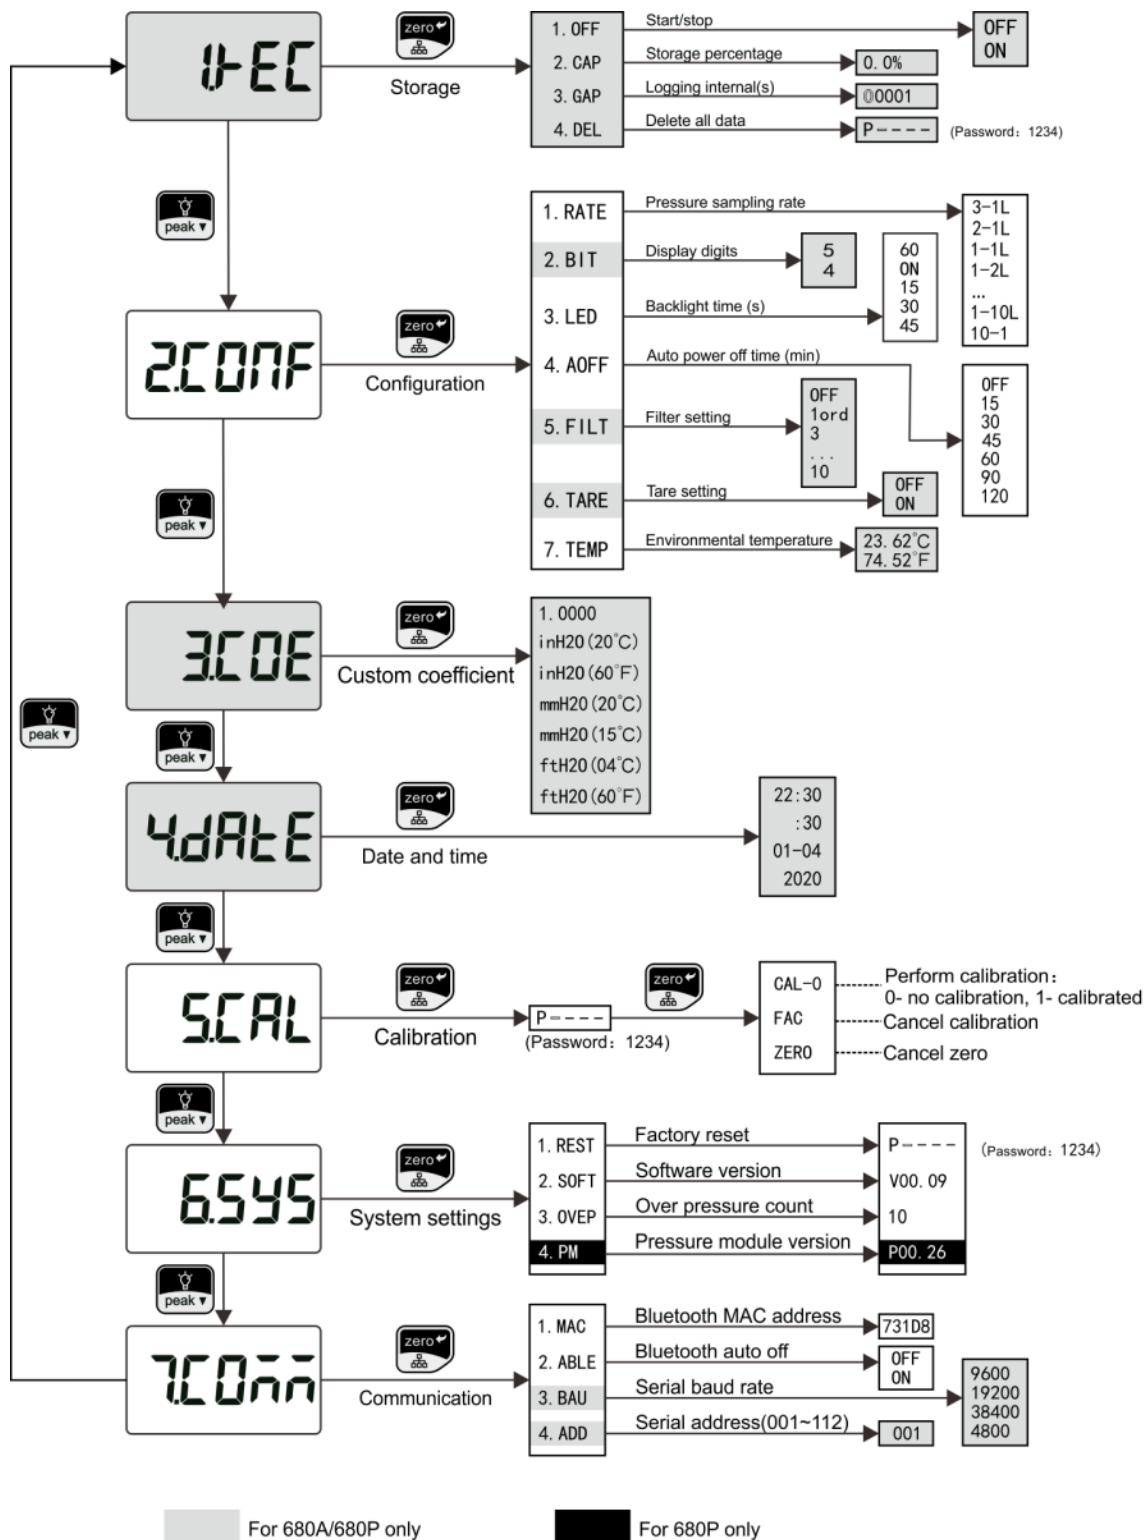 1.rEC
zero
Storage
1. OFF
2. CAP
3. GAP
4. DEL
Start/stop
Storage percentage
Logging internal(s)
Delete all data
OFF
ON
0. 0%
00001
P----
(Password: 1234)
peak ▼
2.CONF
zero
Configuration
1. RATE
2. BIT
3. LED
4. AOFF
5. FILT
6. TARE
7. TEMP
Pressure sampling rate
Display digits
Backlight time (s)
Auto power off time (min)
Filter setting
Tare setting
Environmental temperature
3-1L
2-1L
1-1L
1-2L
...
1-10L
10-1
5
4
60
ON
15
30
45
OFF
15
30
45
60
90
120
OFF
1ord
3
...
10
OFF
ON
23. 62°C
74. 52°F
peak ▼
3.COE
zero
Custom coefficient
1. 0000
inH2O(20°C)
inH2O(60°F)
mmH2O(20°C)
mmH2O(15°C)
ftH2O(04°C)
ftH2O(60°F)
peak ▼
peak ▼
4.dAtE
zero
Date and time
22:30
:30
01-04
2020
peak ▼
5.CAL
zero
Calibration
P----
(Password: 1234)
zero
CAL-0
FAC
ZERO
Perform calibration:
0- no calibration, 1- calibrated
Cancel calibration
Cancel zero
peak ▼
6.SYS
zero
System settings
1. REST
2. SOFT
3. OVEP
4. PM
Factory reset
Software version
Over pressure count
Pressure module version
P----
V00. 09
10
P00. 26
(Password: 1234)
peak ▼
7.COMM
zero
Communication
1. MAC
2. ABLE
3. BAU
4. ADD
Bluetooth MAC address
Bluetooth auto off
Serial baud rate
Serial address(001~112)
731D8
OFF
ON
9600
19200
38400
4800
001
For 680A/680P only
For 680P only